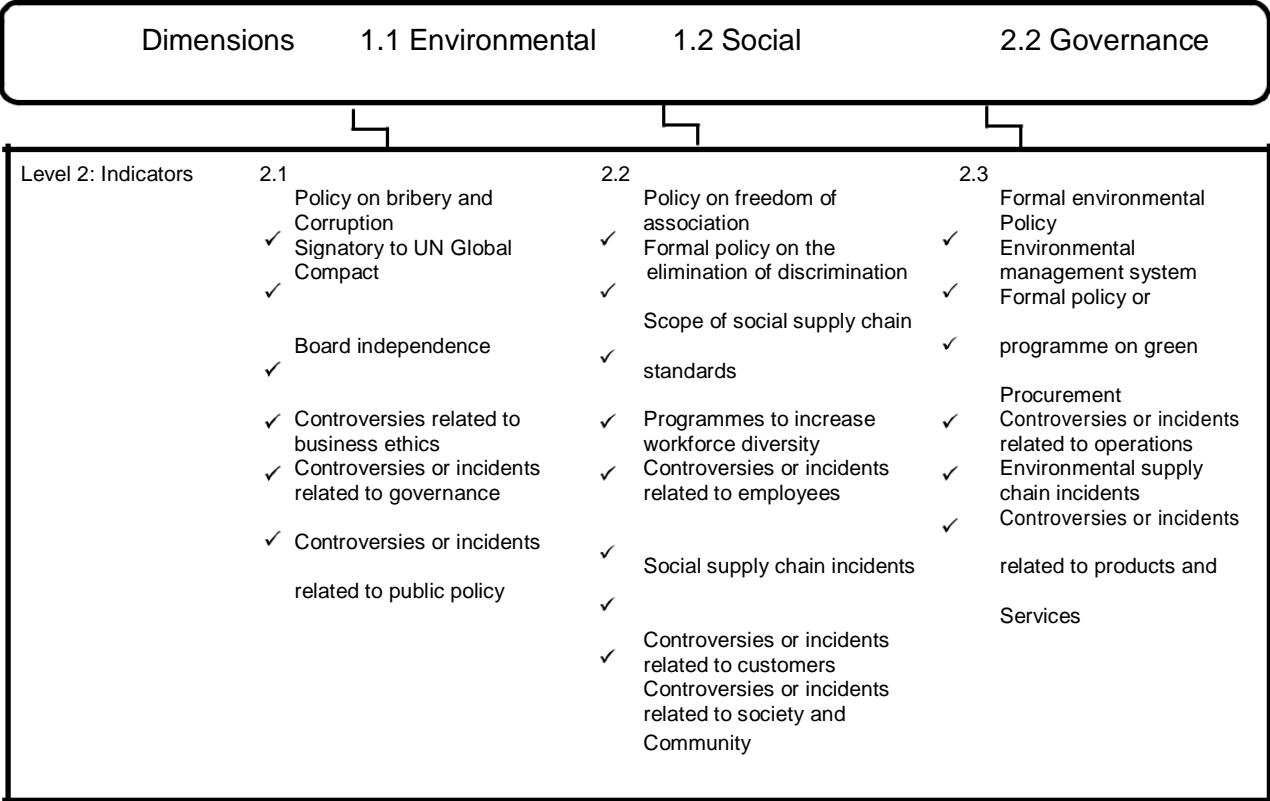 Dimensions 1.1 Environmental 1.2 Social 2.2 Governance
Level 2: Indicators
2.1
Policy on bribery and
Corruption
✓ Signatory to UN Global
Compact
✓
Board independence
✓
✓ Controversies related to
business ethics
✓ Controversies or incidents
related to governance
✓ Controversies or incidents
related to public policy
2.2
Policy on freedom of
association
✓ Formal policy on the
elimination of discrimination
✓
Scope of social supply chain
✓
standards
✓ Programmes to increase
workforce diversity
✓ Controversies or incidents
related to employees
✓
Social supply chain incidents
✓
Controversies or incidents
✓ related to customers
Controversies or incidents
related to society and
Community
2.3
Formal environmental
Policy
✓ Environmental
management system
✓ Formal policy or
✓ programme on green
Procurement
✓ Controversies or incidents
related to operations
✓ Environmental supply
chain incidents
✓ Controversies or incidents
related to products and
Services